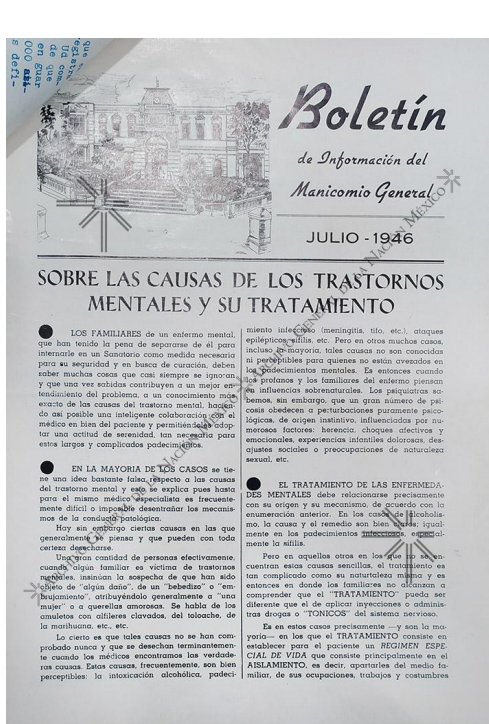 que
registra
Ud com
de que
en guar
000 abi-
s defi-
Boletín
de Información del
Manicomio General
JULIO - 1946
SOBRE LAS CAUSAS DE LOS TRASTORNOS
MENTALES Y SU TRATAMIENTO
LOS FAMILIARES de un enfermo mental,
que han tenido la pena de separarse de él para
internarle en un Sanatorio como medida necesaria
para su seguridad y en busca de curación, deben
saber muchas cosas que casi siempre se ignoran
y que una vez sabidas contribuyen a un mejor en-
tendimiento del problema, a un conocimiento más
exacto de las causas del trastorno mental, hacien-
do así posible una inteligente colaboración con el
médico en bien del paciente y permitiéndoles adop-
tar una actitud de serenidad, tan necesaria para
estos largos y complicados padecimientos.
EN LA MAYORIA DE LOS CASOS se tie-
ne una idea bastante falsa respecto a las causas
del trastorno mental y esto se explica pues hasta
para el mismo médico especialista es frecuente-
mente difícil o imposible desentrañar los mecanis-
mos de la conducta patológica.
Hay sin embargo ciertas causas en las que
generalmente se piensa y que pueden con toda
certeza descartarse.
Una gran cantidad de personas efectivamente,
cuando algún familiar es víctima de trastornos
mentales, insinúan la sospecha de que han sido
objeto de "algún daño", de un "bebedizo" o "em-
brujamiento", atribuyéndolo generalmente a "una
mujer" o a querellas amorosas. Se habla de los
amuletos con alfileres clavados, del toloache, de
la marihuana, etc., etc.
Lo cierto es que tales causas no se han com-
probado nunca y que se desechan terminantemen-
te cuando los médicos encontramos las verdade-
ras causas. Estas causas, frecuentemente, son bien
perceptibles: la intoxicación alcohólica, padeci-
miento infeccioso (meningitis, tifo, etc.), ataques
epilépticos, sífilis, etc. Pero en otros muchos casos,
incluso la mayoría, tales causas no son conocidas
ni perceptibles para quienes no están avezados en
los padecimientos mentales. Es entonces cuando
los profanos y los familiares del enfermo piensan
en influencias sobrenaturales. Los psiquiatras sa-
bemos, sin embargo, que un gran número de psi-
cosis obedecen a perturbaciones puramente psico-
lógicas, de origen instintivo, influenciadas por nu-
merosos factores: herencia, choques afectivos y
emocionales, experiencias infantiles dolorosas, des-
ajustes sociales o preocupaciones de naturaleza
sexual, etc.
EL TRATAMIENTO DE LAS ENFERMEDA-
DES MENTALES debe relacionarse precisamente
con su origen y su mecanismo, de acuerdo con la
enumeración anterior. En los casos de alcoholis-
mo, la causa y el remedio son bien claros; igual-
mente en los padecimientos infecciosos, especial-
mente la sífilis.
Pero en aquellos otros en los que no se en-
cuentran estas causas sencillas, el tratamiento es
tan complicado como su naturaleza misma y es
entonces en donde los familiares no alcanzan a
comprender que el "TRATAMIENTO" pueda ser
diferente que el de aplicar inyecciones o adminis-
tras drogas o "TONICOS" del sistema nervioso.
Es en estos casos precisamente —y son la ma-
yoría— en los que el TRATAMIENTO consiste en
establecer para el paciente un REGIMEN ESPE-
CIAL DE VIDA que consiste principalmente en el
AISLAMIENTO, es decir, apartarles del medio fa-
miliar, de sus ocupaciones, trabajos y costumbres